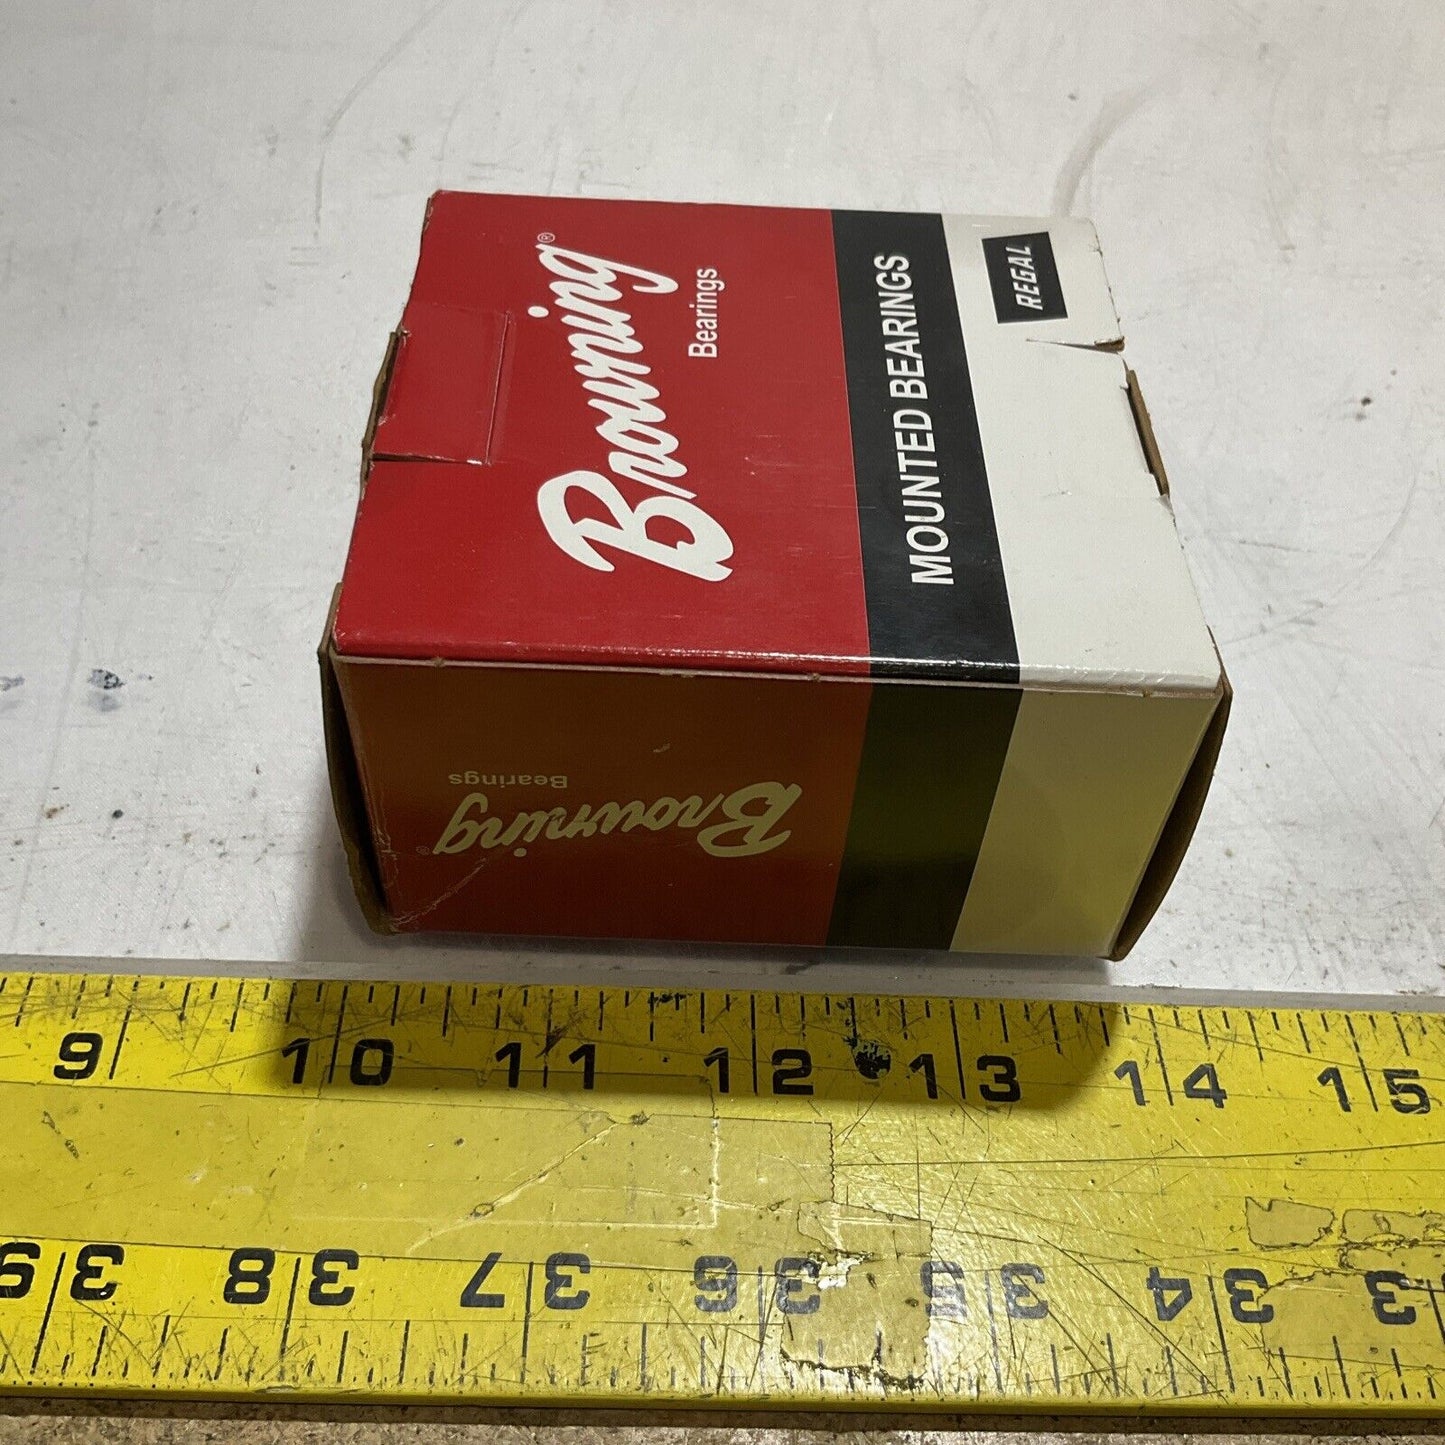 Browning®
Bearings
MOUNTED BEARINGS
REGAL
Browning®
Bearings
9 10 11 12 13 14 15
39 38 37 36 35 34 3